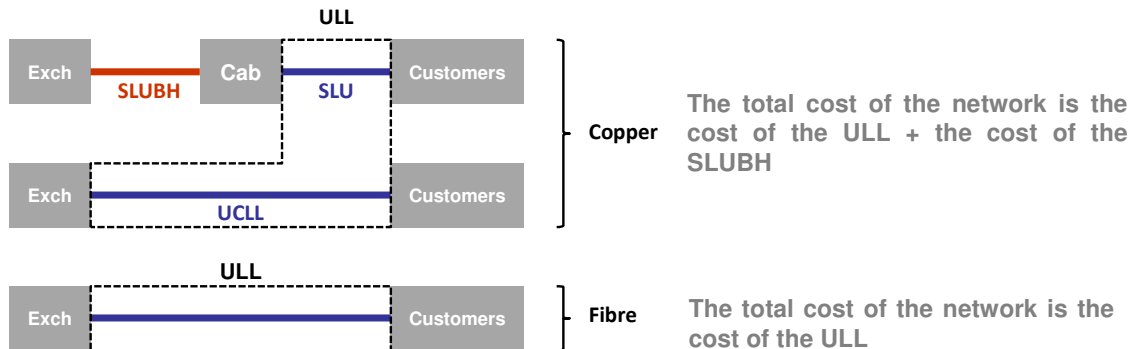 ULL
Exch
Cab
Customers
SLUBH
SLU
Copper
The total cost of the network is the
cost of the ULL + the cost of the
SLUBH
Exch
Customers
UCLL
ULL
Exch
Customers
Fibre
The total cost of the network is the
cost of the ULL